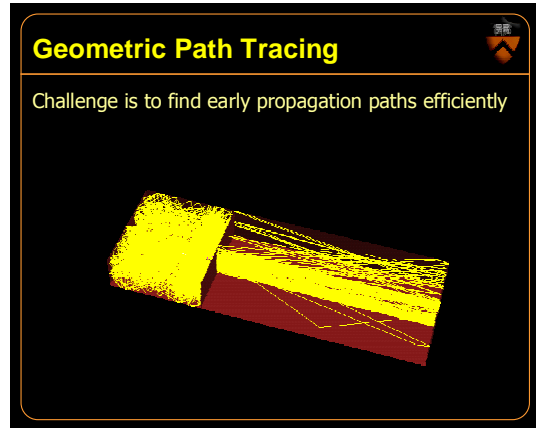 Geometric Path Tracing
Challenge is to find early propagation paths efficiently